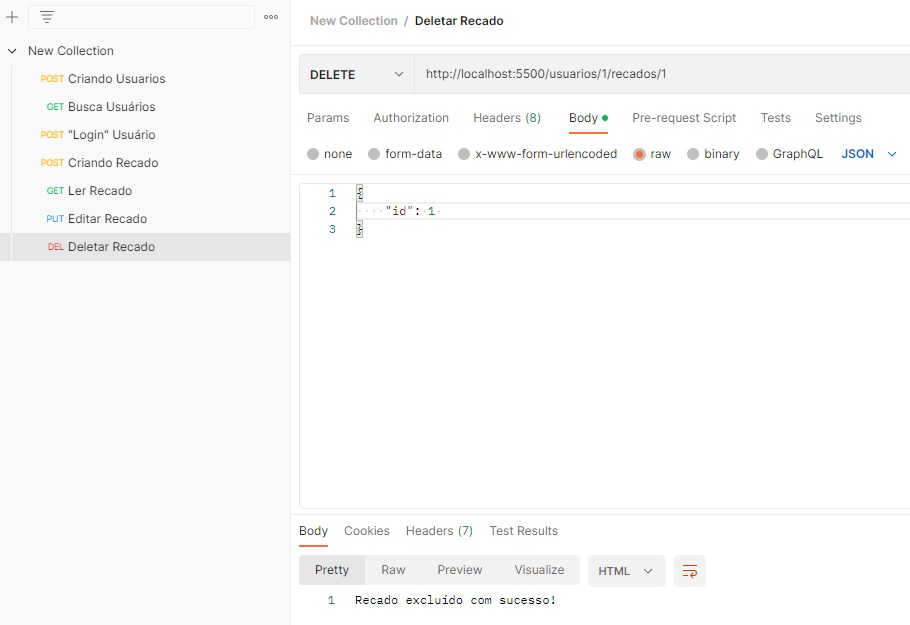 New Collection / Deletar Recado
New Collection
POST Criando Usuarios
GET Busca Usuários
POST "Login" Usuário
POST Criando Recado
GET Ler Recado
PUT Editar Recado
DEL Deletar Recado
DELETE http://localhost:5500/usuarios/1/recados/1
Params Authorization Headers (8) Body Pre-request Script Tests Settings
none form-data x-www-form-urlencoded raw binary GraphQL JSON
1 {
2 ····"id":·1·
3 }
Body Cookies Headers (7) Test Results
Pretty Raw Preview Visualize HTML
1 Recado excluído com sucesso!